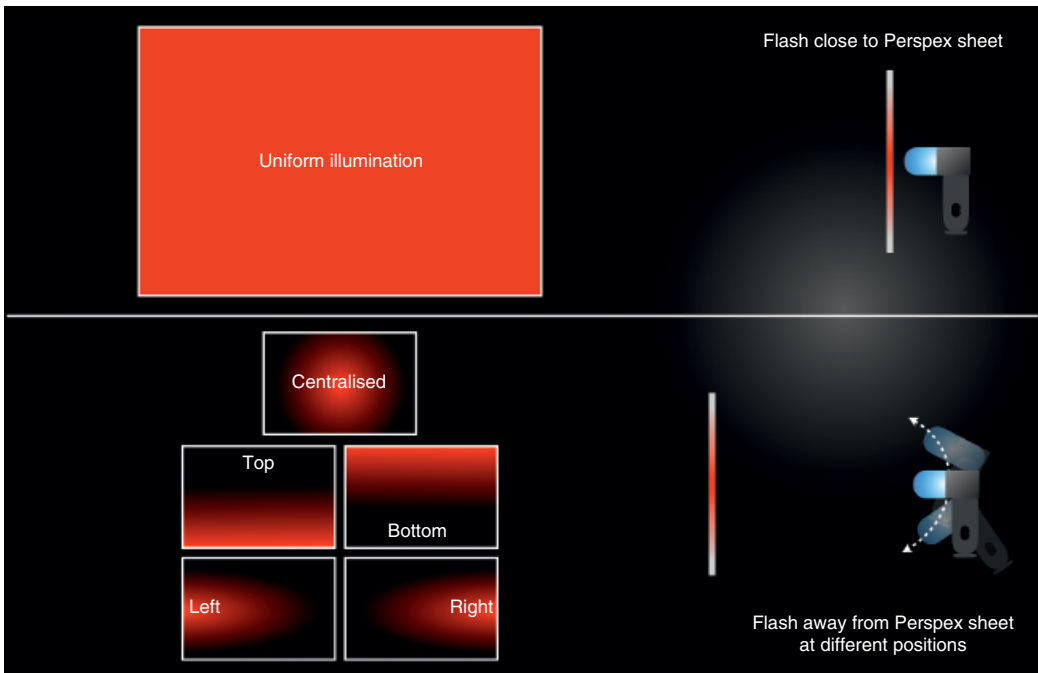 Flash close to Perspex sheet
Uniform illumination
Centralised
Top
Bottom
Left
Right
Flash away from Perspex sheet
at different positions